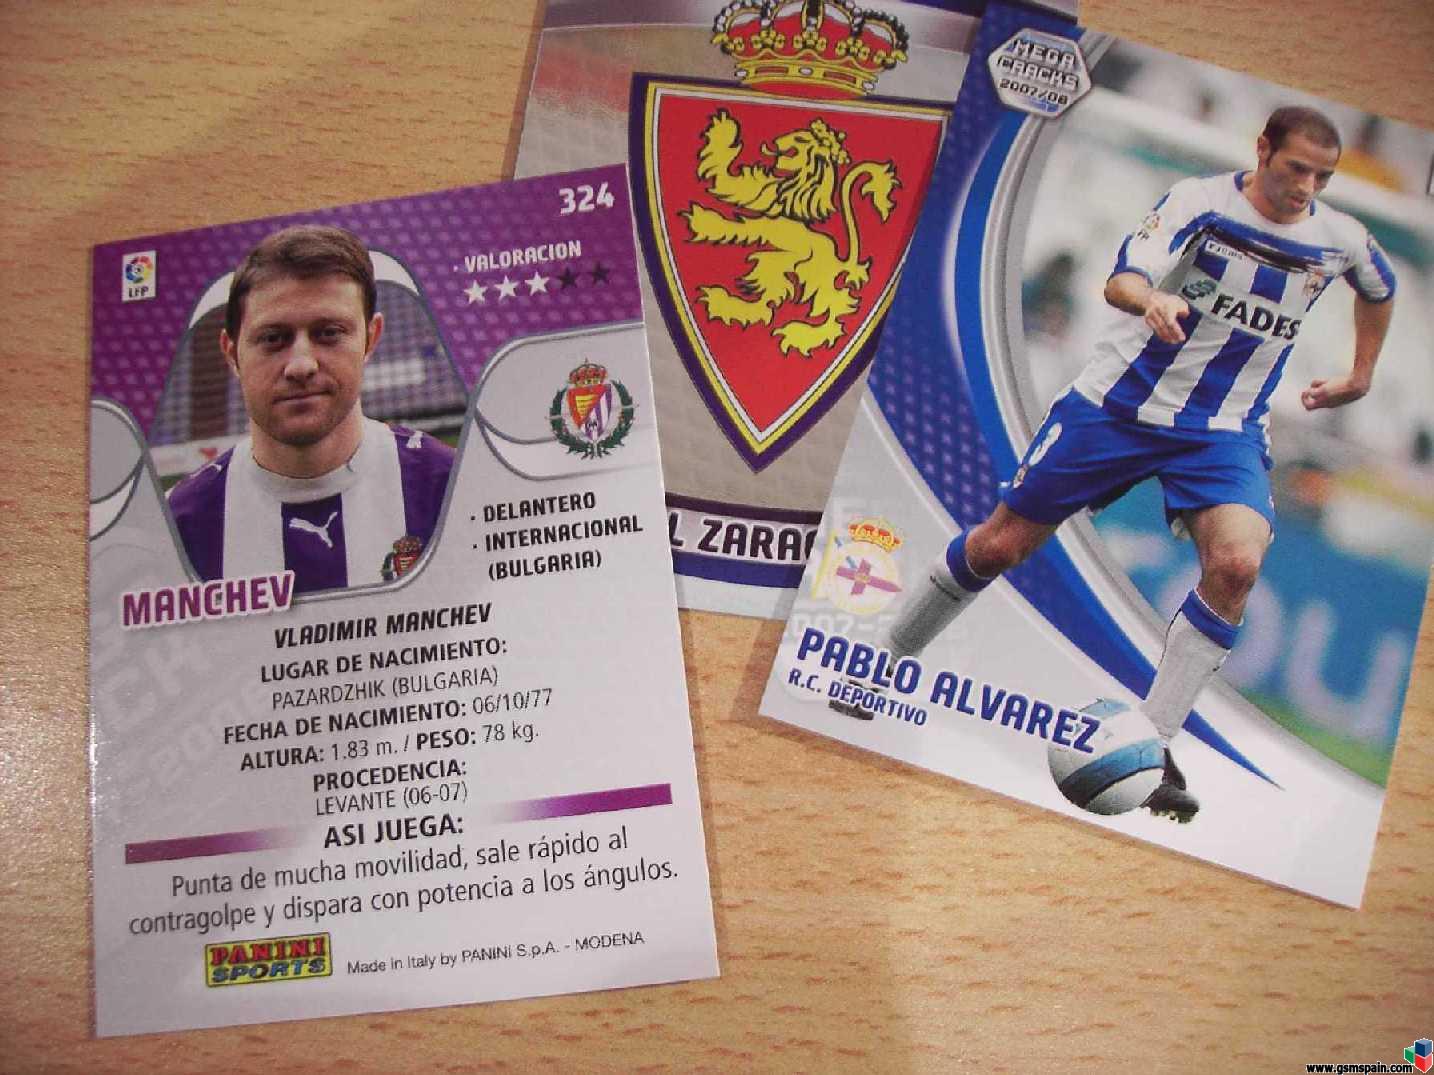 324
· VALORACION
LFP
· DELANTERO
· INTERNACIONAL
(BULGARIA)
MANCHEV
VLADIMIR MANCHEV
LUGAR DE NACIMIENTO:
PAZARDZHIK (BULGARIA)
FECHA DE NACIMIENTO: 06/10/77
ALTURA: 1.83 m. / PESO: 78 kg.
PROCEDENCIA:
LEVANTE (06-07)
ASI JUEGA:
Punta de mucha movilidad, sale rápido al
contragolpe y dispara con potencia a los ángulos.
PANINI
SPORTS
Made in Italy by PANINI S.p.A. - MODENA
L ZARAG
MEGA
CRACKS
2007/08
FADES
3
PABLO ALVAREZ
R.C. DEPORTIVO
www.gsmspain.com